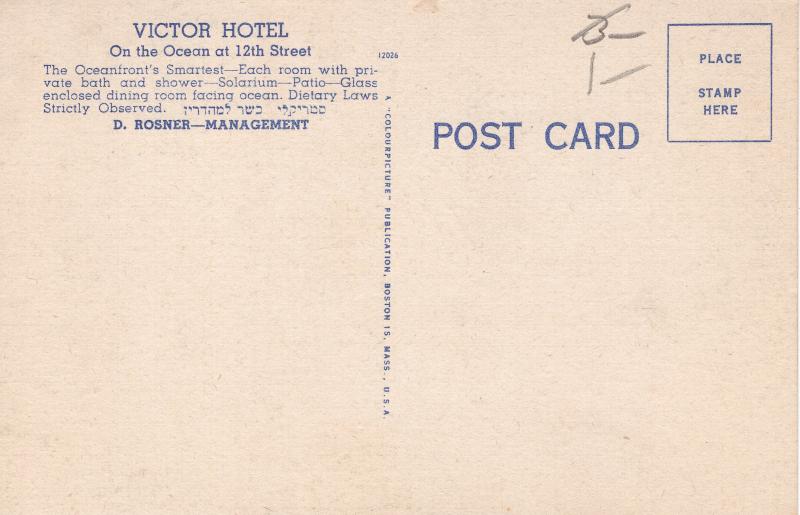 VICTOR HOTEL
On the Ocean at 12th Street
The Oceanfront's Smartest—Each room with pri-
vate bath and shower—Solarium—Patio—Glass
enclosed dining room facing ocean. Dietary Laws
Strictly Observed. סטריקלי כשר למהדרין
D. ROSNER—MANAGEMENT
12026
A "COLOURPICTURE" PUBLICATION, BOSTON 15, MASS., U.S.A.
POST CARD
PLACE
STAMP
HERE
1—